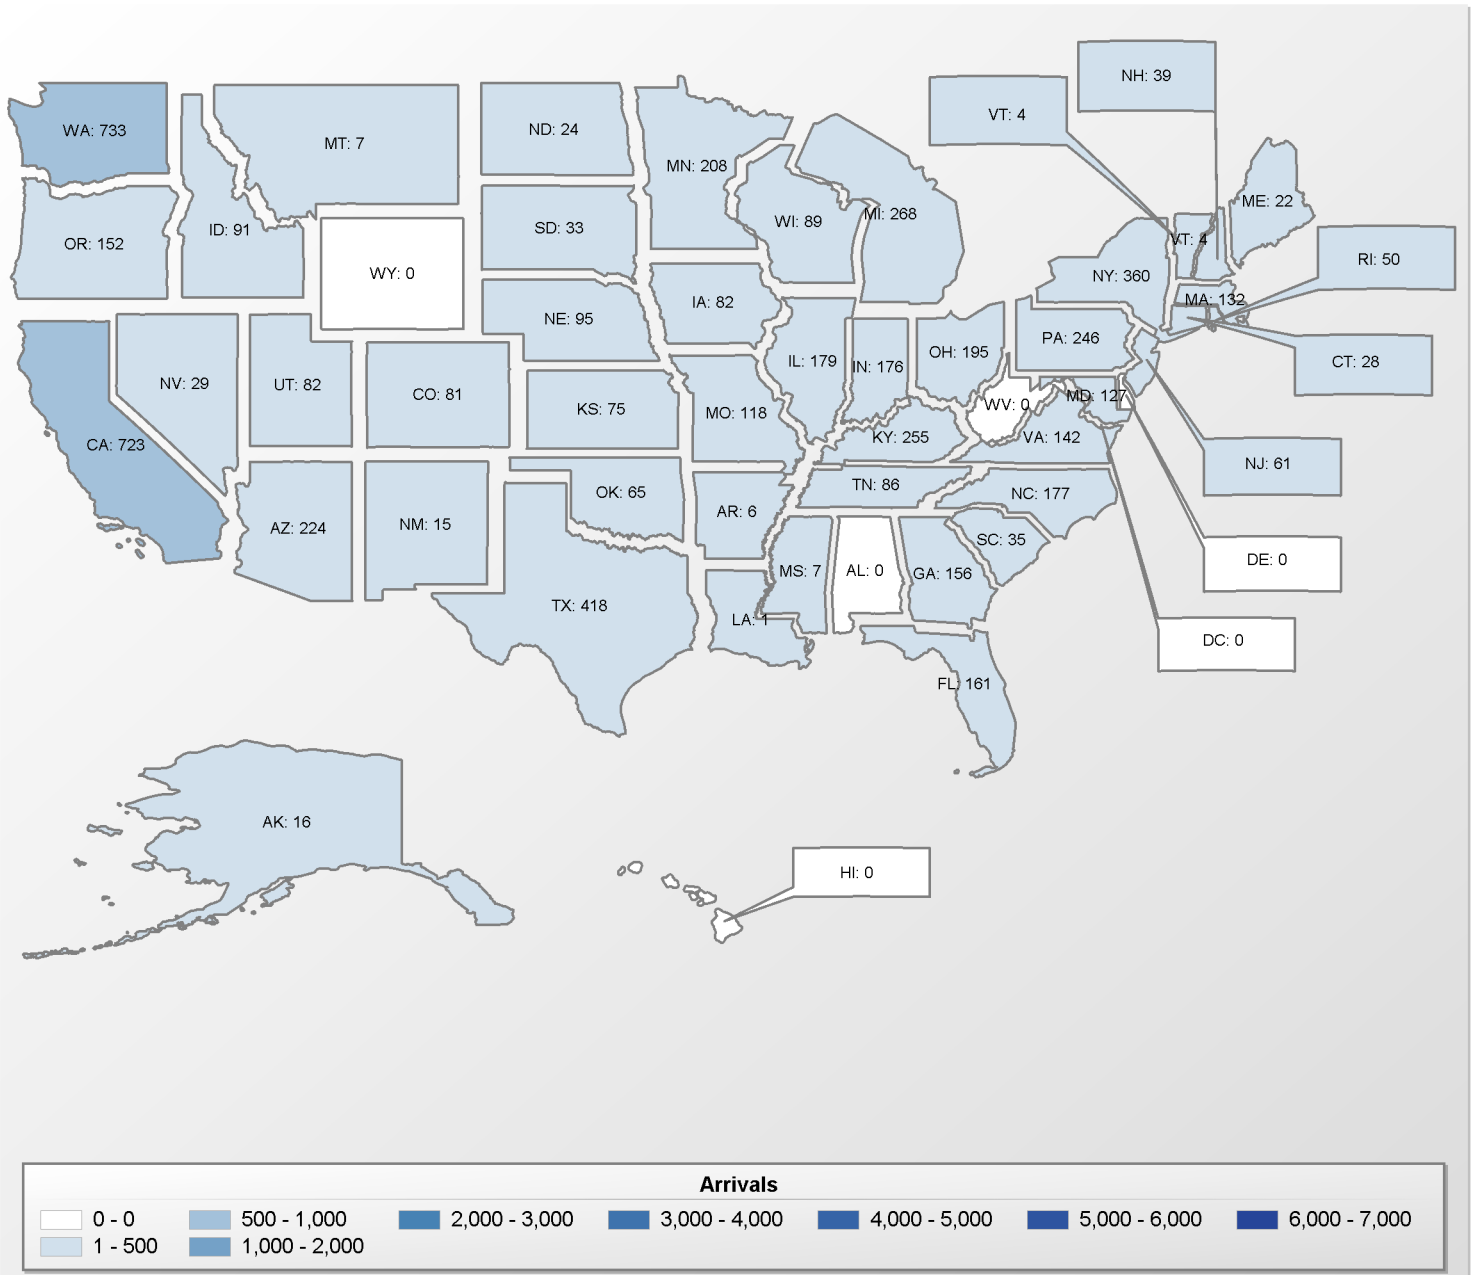 NH: 39
VT: 4
WA: 733
MT: 7
ND: 24
MN: 208
ME: 22
OR: 152
ID: 91
WY: 0
SD: 33
WI: 89
MI: 268
VT: 4
RI: 50
NY: 360
MA: 132
NE: 95
IA: 82
CA: 723
NV: 29
UT: 82
CO: 81
KS: 75
MO: 118
IL: 179
IN: 176
OH: 195
PA: 246
CT: 28
WV: 0
MD: 127
KY: 255
VA: 142
NJ: 61
AZ: 224
NM: 15
OK: 65
AR: 6
TN: 86
NC: 177
SC: 35
DE: 0
TX: 418
LA: 1
MS: 7
AL: 0
GA: 156
DC: 0
FL: 161
AK: 16
HI: 0
Arrivals
0 - 0
500 - 1,000
2,000 - 3,000
3,000 - 4,000
4,000 - 5,000
5,000 - 6,000
6,000 - 7,000
1 - 500
1,000 - 2,000